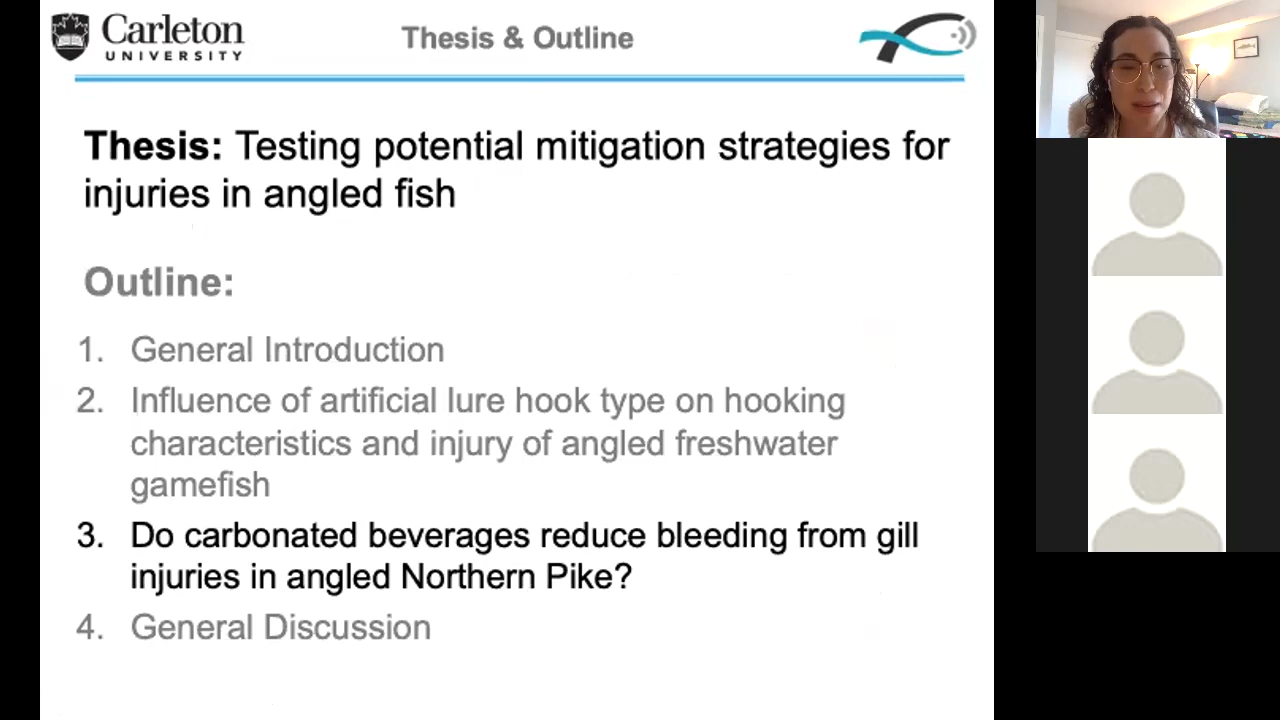 Carleton
UNIVERSITY
Thesis & Outline
Thesis: Testing potential mitigation strategies for
injuries in angled fish
Outline:
1. General Introduction
2. Influence of artificial lure hook type on hooking
characteristics and injury of angled freshwater
gamefish
3. Do carbonated beverages reduce bleeding from gill
injuries in angled Northern Pike?
4. General Discussion